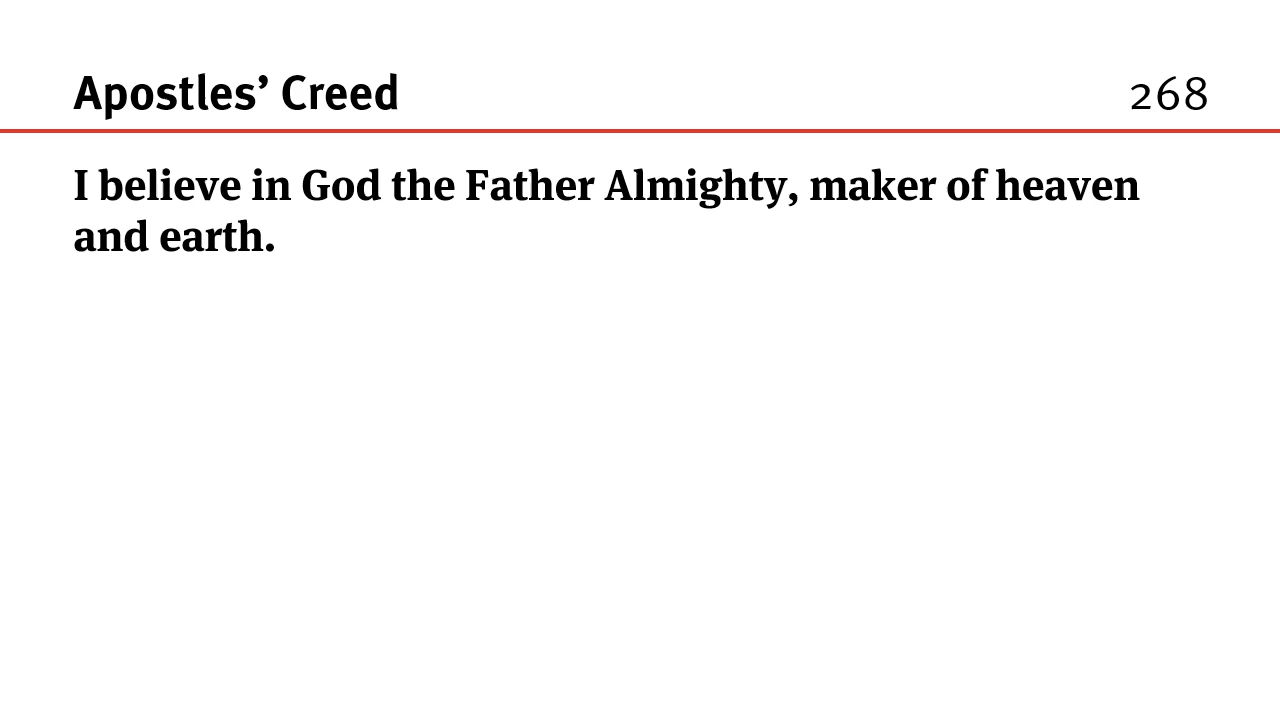 Apostles’ Creed 268
I believe in God the Father Almighty, maker of heaven
and earth.